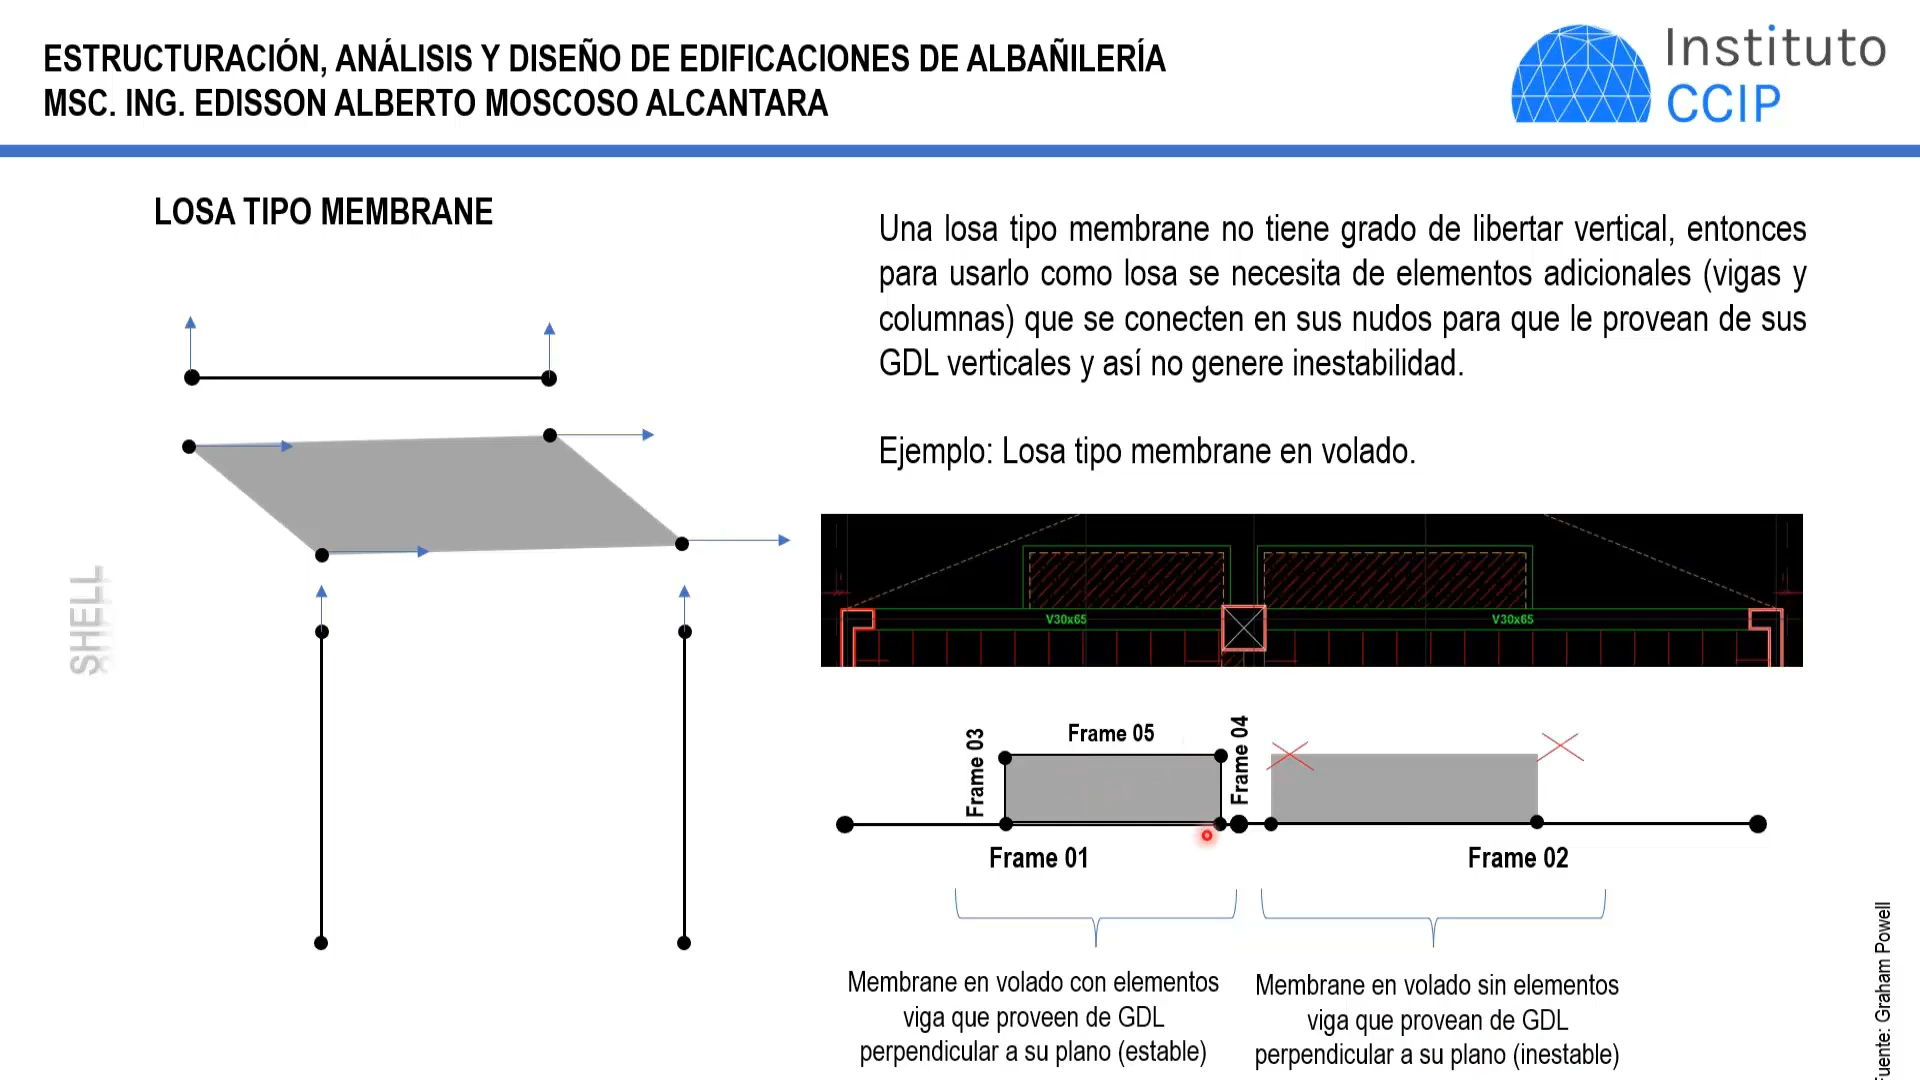 ESTRUCTURACIÓN, ANÁLISIS Y DISEÑO DE EDIFICACIONES DE ALBAÑILERÍA
MSC. ING. EDISSON ALBERTO MOSCOSO ALCANTARA
Instituto
CCIP
LOSA TIPO MEMBRANE
Una losa tipo membrane no tiene grado de libertar vertical, entonces
para usarlo como losa se necesita de elementos adicionales (vigas y
columnas) que se conecten en sus nudos para que le provean de sus
GDL verticales y así no genere inestabilidad.
Ejemplo: Losa tipo membrane en volado.
SHELL
V30x65
V30x65
Frame 03
Frame 05
Frame 04
Frame 01
Frame 02
Membrane en volado con elementos
viga que proveen de GDL
perpendicular a su plano (estable)
Membrane en volado sin elementos
viga que provean de GDL
perpendicular a su plano (inestable)
Fuente: Graham Powell